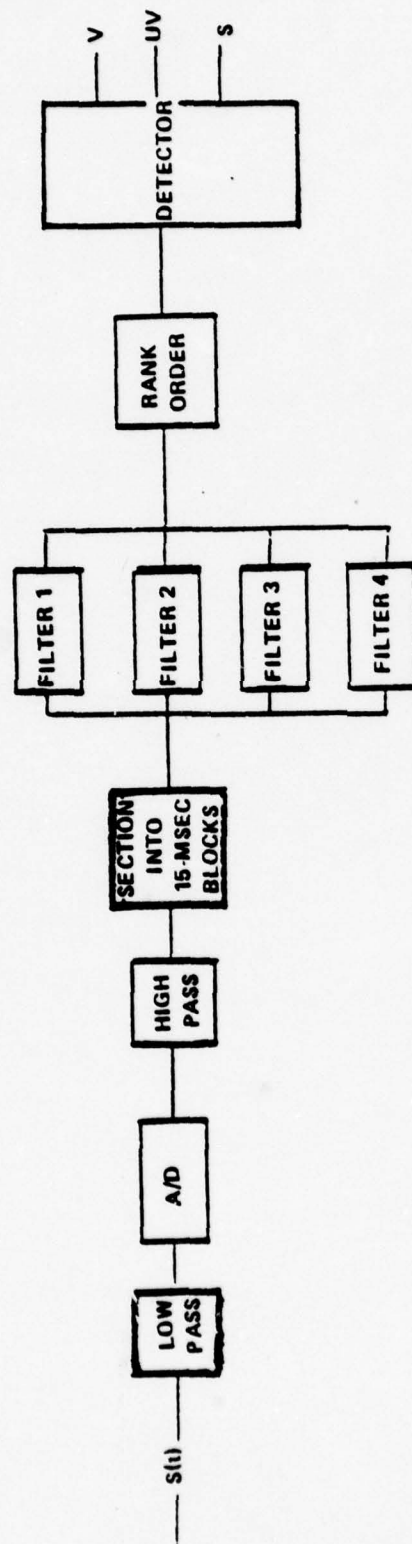 S(t)
LOW
PASS
A/D
HIGH
PASS
SECTION
INTO
15-MSEC
BLOCKS
FILTER 1
FILTER 2
FILTER 3
FILTER 4
RANK
ORDER
DETECTOR
V
UV
S